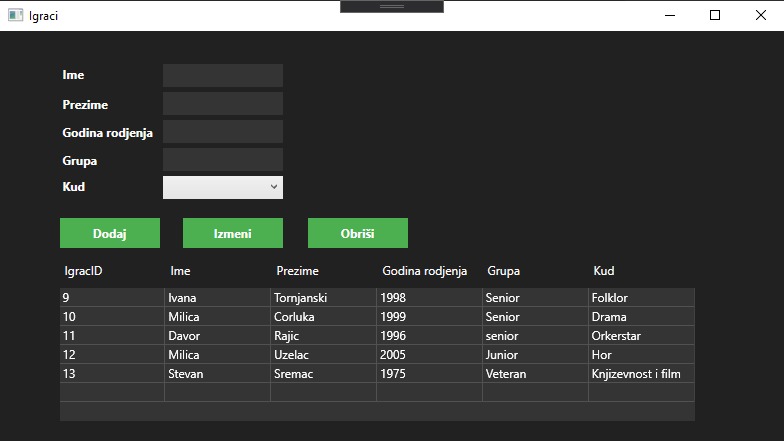 Igraci
Ime
Prezime
Godina rodjenja
Grupa
Kud
Dodaj Izmeni Obriši
IgracID Ime Prezime Godina rodjenja Grupa Kud
9 Ivana Tornjanski 1998 Senior Folklor
10 Milica Corluka 1999 Senior Drama
11 Davor Rajic 1996 senior Orkerstar
12 Milica Uzelac 2005 Junior Hor
13 Stevan Sremac 1975 Veteran Knjizevnost i film